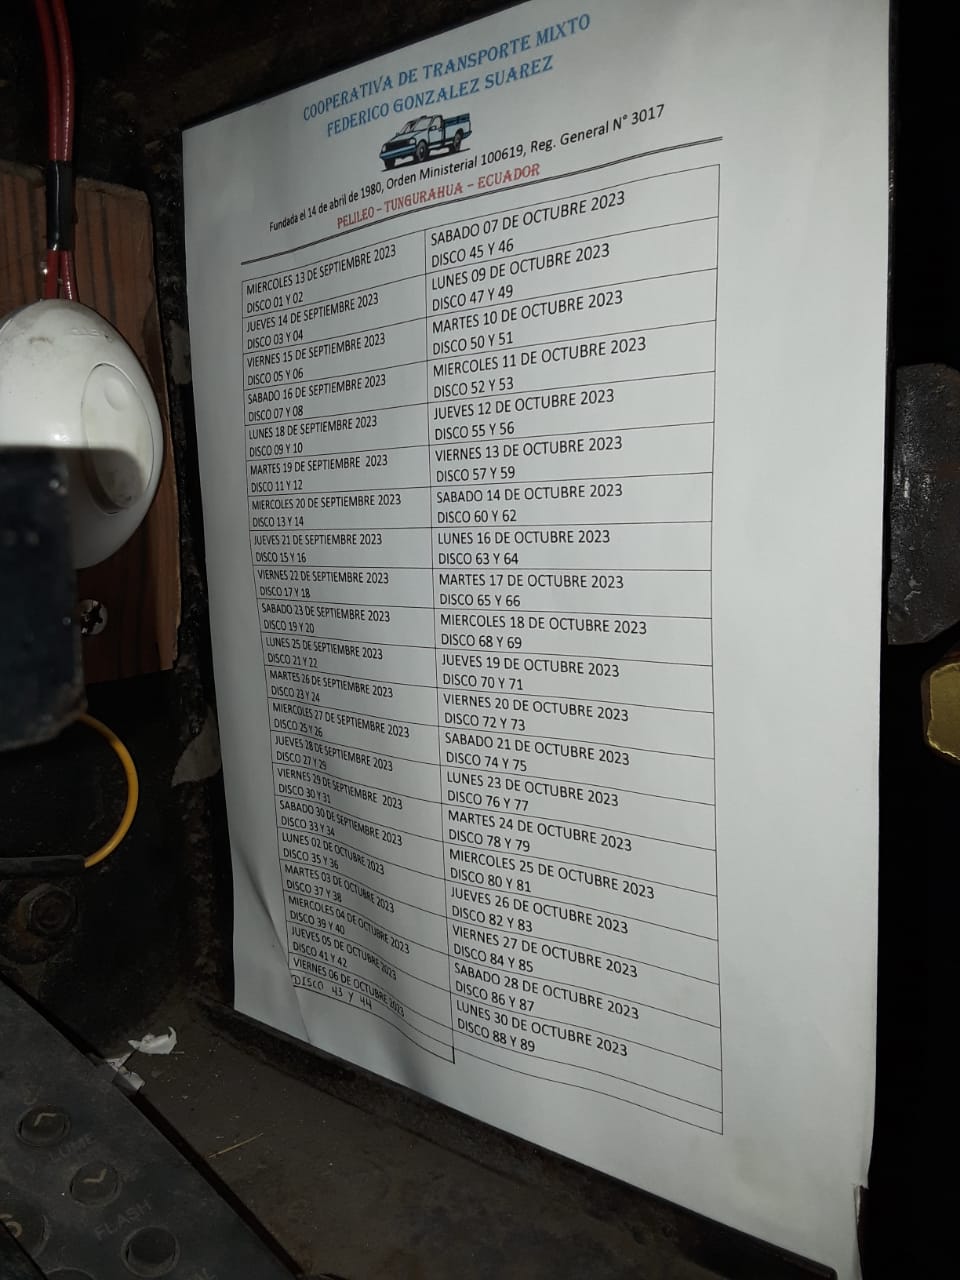 COOPERATIVA DE TRANSPORTE MIXTO
FEDERICO GONZALEZ SUAREZ
Fundada el 14 de abril de 1980, Orden Ministerial 100619, Reg. General N° 3017
PELILEO – TUNGURAHUA – ECUADOR
MIERCOLES 13 DE SEPTIEMBRE 2023
DISCO 01 Y 02
JUEVES 14 DE SEPTIEMBRE 2023
DISCO 03 Y 04
VIERNES 15 DE SEPTIEMBRE 2023
DISCO 05 Y 06
SABADO 16 DE SEPTIEMBRE 2023
DISCO 07 Y 08
LUNES 18 DE SEPTIEMBRE 2023
DISCO 09 Y 10
MARTES 19 DE SEPTIEMBRE 2023
DISCO 11 Y 12
MIERCOLES 20 DE SEPTIEMBRE 2023
DISCO 13 Y 14
JUEVES 21 DE SEPTIEMBRE 2023
DISCO 15 Y 16
VIERNES 22 DE SEPTIEMBRE 2023
DISCO 17 Y 18
SABADO 23 DE SEPTIEMBRE 2023
DISCO 19 Y 20
LUNES 25 DE SEPTIEMBRE 2023
DISCO 21 Y 22
MARTES 26 DE SEPTIEMBRE 2023
DISCO 23 Y 24
MIERCOLES 27 DE SEPTIEMBRE 2023
DISCO 25 Y 26
JUEVES 28 DE SEPTIEMBRE 2023
DISCO 27 Y 29
VIERNES 29 DE SEPTIEMBRE 2023
DISCO 30 Y 31
SABADO 30 DE SEPTIEMBRE 2023
DISCO 33 Y 34
LUNES 02 DE OCTUBRE 2023
DISCO 35 Y 36
MARTES 03 DE OCTUBRE 2023
DISCO 37 Y 38
MIERCOLES 04 DE OCTUBRE 2023
DISCO 39 Y 40
JUEVES 05 DE OCTUBRE 2023
DISCO 41 Y 42
VIERNES 06 DE OCTUBRE 2023
DISCO 43 Y 44
SABADO 07 DE OCTUBRE 2023
DISCO 45 Y 46
LUNES 09 DE OCTUBRE 2023
DISCO 47 Y 49
MARTES 10 DE OCTUBRE 2023
DISCO 50 Y 51
MIERCOLES 11 DE OCTUBRE 2023
DISCO 52 Y 53
JUEVES 12 DE OCTUBRE 2023
DISCO 55 Y 56
VIERNES 13 DE OCTUBRE 2023
DISCO 57 Y 59
SABADO 14 DE OCTUBRE 2023
DISCO 60 Y 62
LUNES 16 DE OCTUBRE 2023
DISCO 63 Y 64
MARTES 17 DE OCTUBRE 2023
DISCO 65 Y 66
MIERCOLES 18 DE OCTUBRE 2023
DISCO 68 Y 69
JUEVES 19 DE OCTUBRE 2023
DISCO 70 Y 71
VIERNES 20 DE OCTUBRE 2023
DISCO 72 Y 73
SABADO 21 DE OCTUBRE 2023
DISCO 74 Y 75
LUNES 23 DE OCTUBRE 2023
DISCO 76 Y 77
MARTES 24 DE OCTUBRE 2023
DISCO 78 Y 79
MIERCOLES 25 DE OCTUBRE 2023
DISCO 80 Y 81
JUEVES 26 DE OCTUBRE 2023
DISCO 82 Y 83
VIERNES 27 DE OCTUBRE 2023
DISCO 84 Y 85
SABADO 28 DE OCTUBRE 2023
DISCO 86 Y 87
LUNES 30 DE OCTUBRE 2023
DISCO 88 Y 89
FLASH